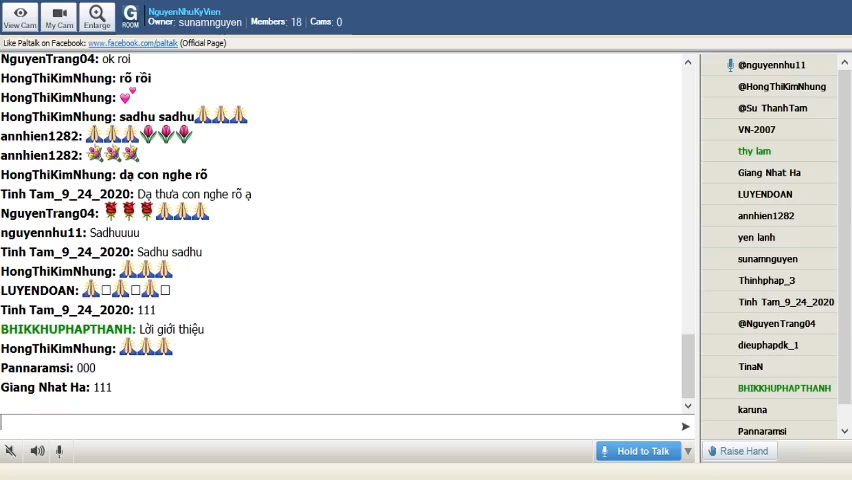 View Cam
My Cam
Enlarge
G
ROOM
NguyenNhuKyVien
Owner: sunamnguyen | Members: 18 | Cams: 0
Like Paltalk on Facebook: www.facebook.com/paltalk (Official Page)
NguyenTrang04: ok roi
HongThiKimNhung: rõ rồi
HongThiKimNhung: 💕
HongThiKimNhung: sadhu sadhu🙏🙏🙏
annhien1282: 🙏🙏🙏🌷🌷🌷
annhien1282: 💐💐💐
HongThiKimNhung: dạ con nghe rõ
Tinh Tam_9_24_2020: Dạ thưa con nghe rõ ạ
NguyenTrang04: 🌹🌹🌹🙏🙏🙏
nguyennhu11: Sadhuuuu
Tinh Tam_9_24_2020: Sadhu sadhu
HongThiKimNhung: 🙏🙏🙏
LUYENDOAN: 🙏□🙏□🙏□
Tinh Tam_9_24_2020: 111
BHIKKHUPHAPTHANH: Lời giới thiệu
HongThiKimNhung: 🙏🙏🙏
Pannaramsi: 000
Giang Nhat Ha: 111
Hold to Talk
@nguyennhu11
@HongThiKimNhung
@Su ThanhTam
VN-2007
thy lam
Giang Nhat Ha
LUYENDOAN
annhien1282
yen lanh
sunamnguyen
Thinhphap_3
Tinh Tam_9_24_2020
@NguyenTrang04
dieuphapdk_1
TinaN
BHIKKHUPHAPTHANH
karuna
Pannaramsi
Raise Hand